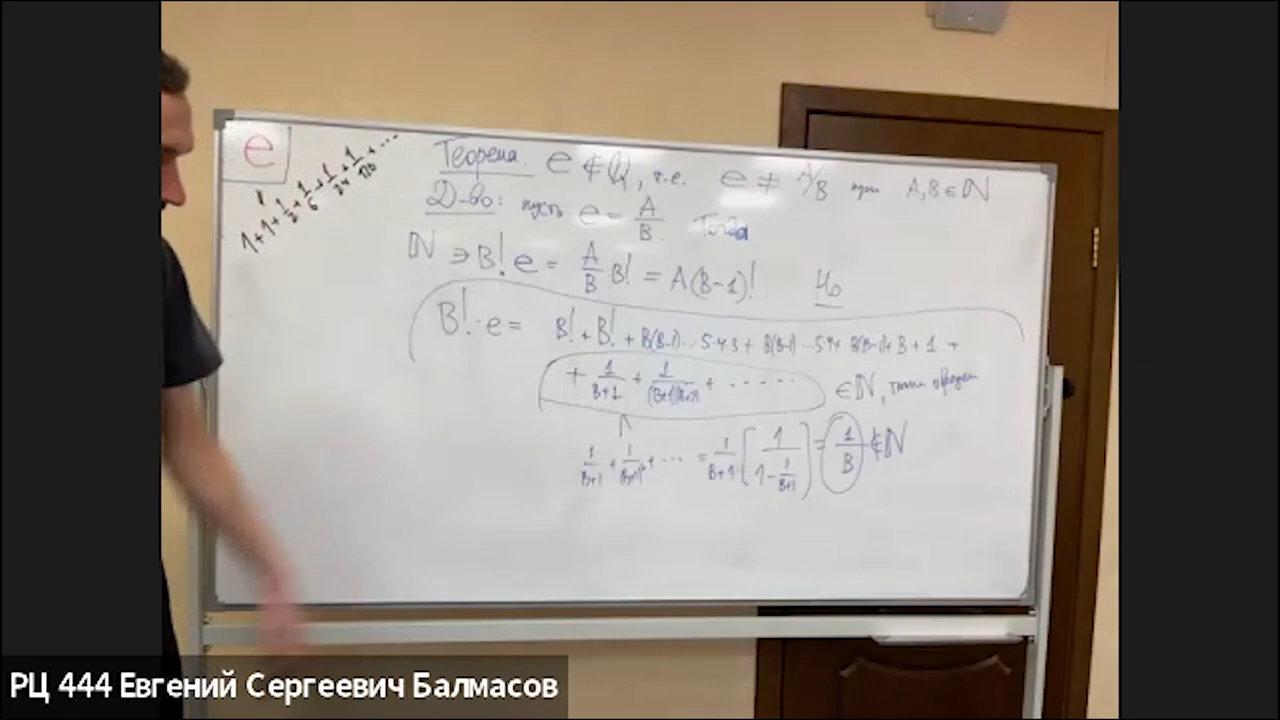 e
1+1+1/2+1/6+1/24+1/120+...
Теорема. e ∉ ℚ, т.е. e ≠ A/B при A, B ∈ ℕ
Д-во: пусть e = A/B. Тогда
ℕ ∋ B! e = A/B B! = A(B-1)! Но
B!·e = B! + B! + B(B-1)...5·4·3 + B(B-1)...5·4+ B(B-1)+B+1 +
+ 1/(B+1) + 1/((B+1)(B+2)) + ...... ∈ ℕ,
∧
1/(B+1) + 1/(B+1)² + ... = 1/(B+1) [1/(1-1/(B+1))] = 1/B ∉ ℕ
РЦ 444 Евгений Сергеевич Балмасов